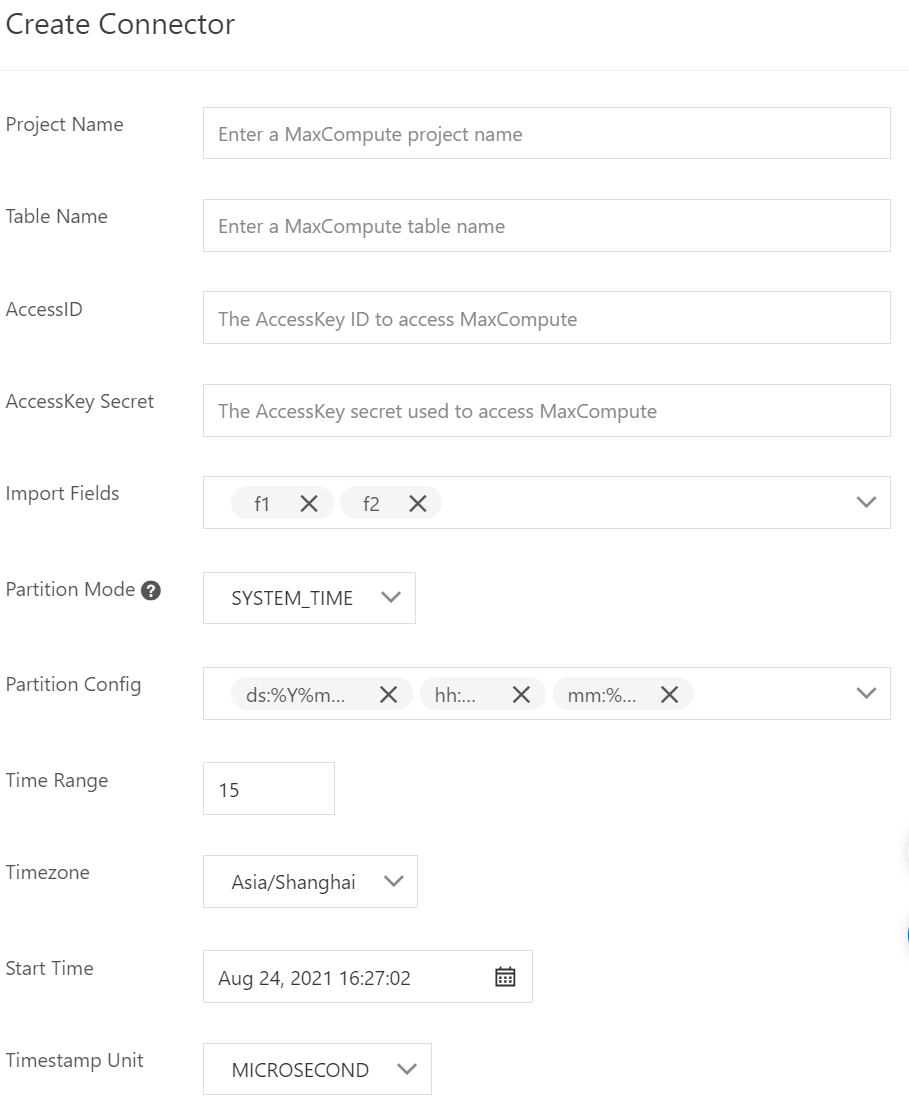 Create Connector
Project Name
Enter a MaxCompute project name
Table Name
Enter a MaxCompute table name
AccessID
The AccessKey ID to access MaxCompute
AccessKey Secret
The AccessKey secret used to access MaxCompute
Import Fields
f1 f2
Partition Mode ?
SYSTEM_TIME
Partition Config
ds:%Y%m... hh:... mm:%...
Time Range
15
Timezone
Asia/Shanghai
Start Time
Aug 24, 2021 16:27:02
Timestamp Unit
MICROSECOND